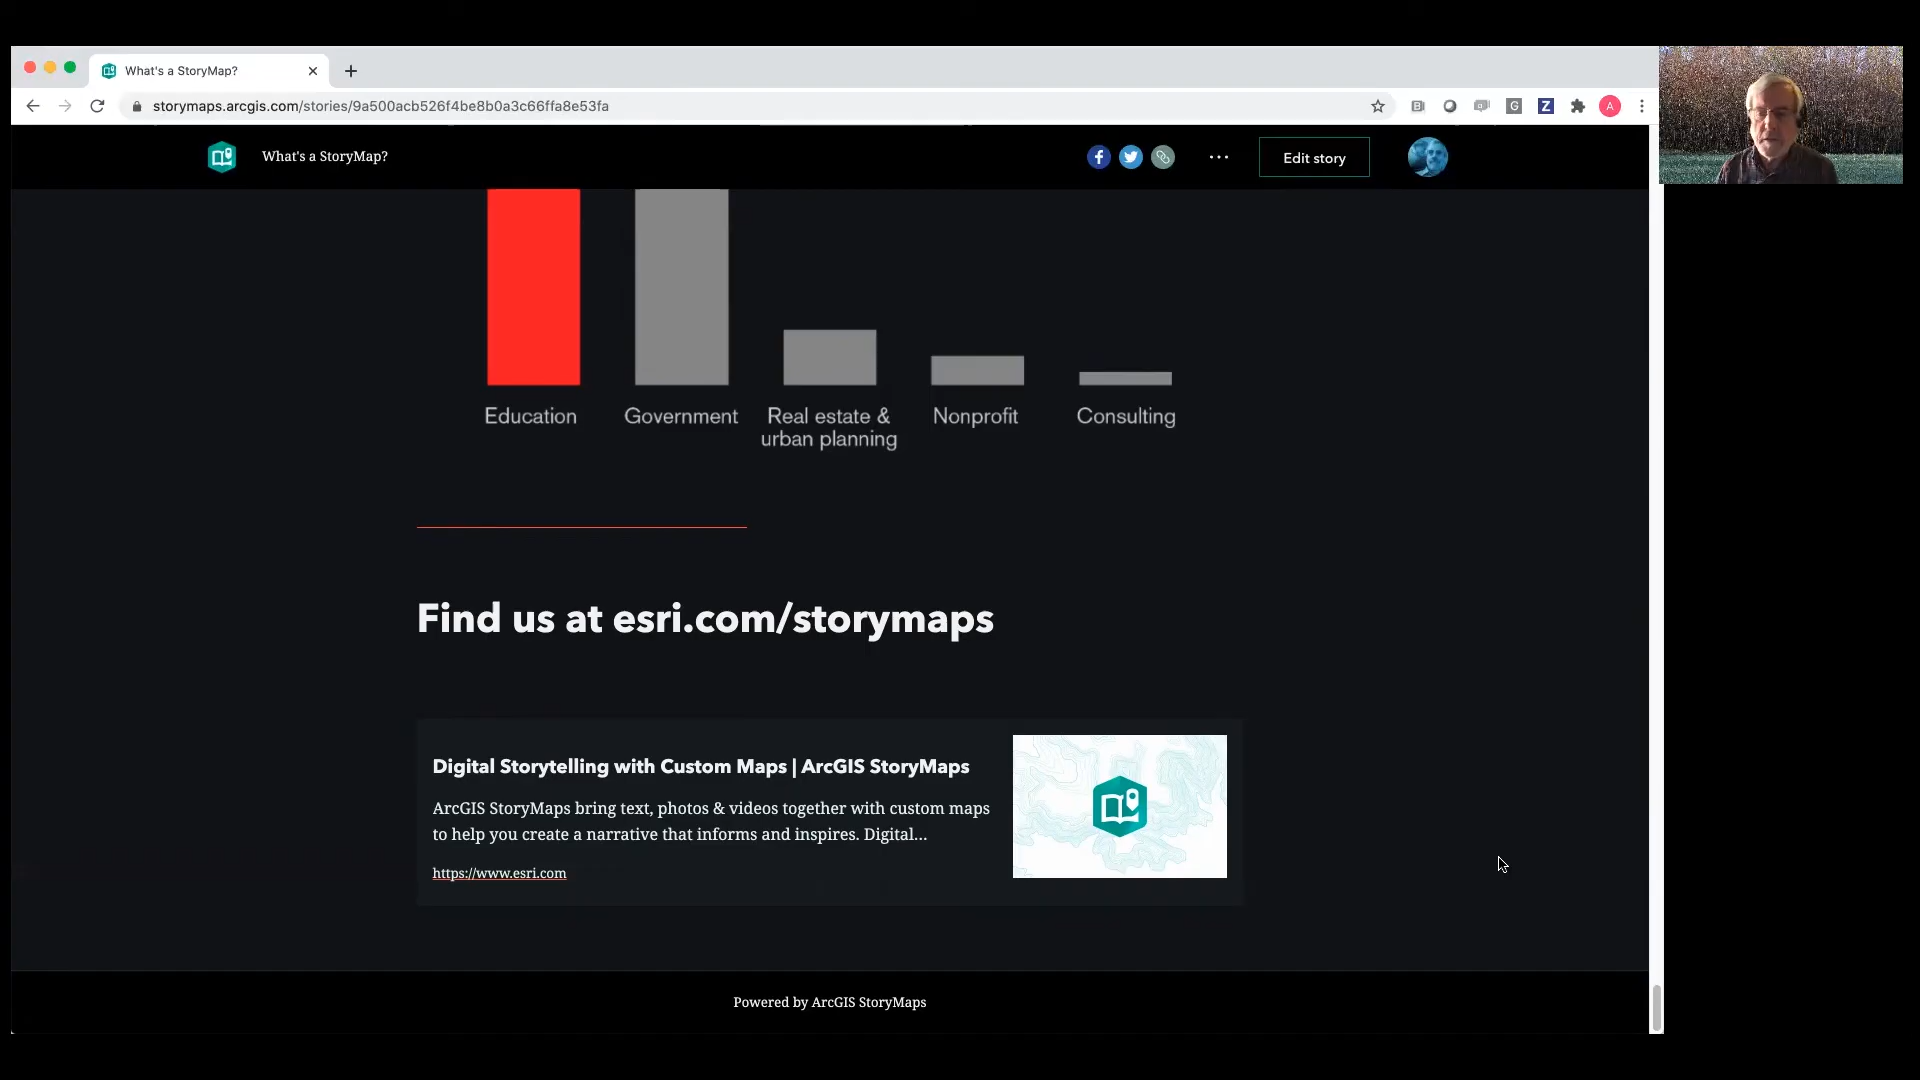 What's a StoryMap?
storymaps.arcgis.com/stories/9a500acb526f4be8b0a3c66ffa8e53fa
G
Z
A
What's a StoryMap?
Edit story
Education
Government
Real estate &
urban planning
Nonprofit
Consulting
Find us at esri.com/storymaps
Digital Storytelling with Custom Maps | ArcGIS StoryMaps
ArcGIS StoryMaps bring text, photos & videos together with custom maps
to help you create a narrative that informs and inspires. Digital...
https://www.esri.com
Powered by ArcGIS StoryMaps